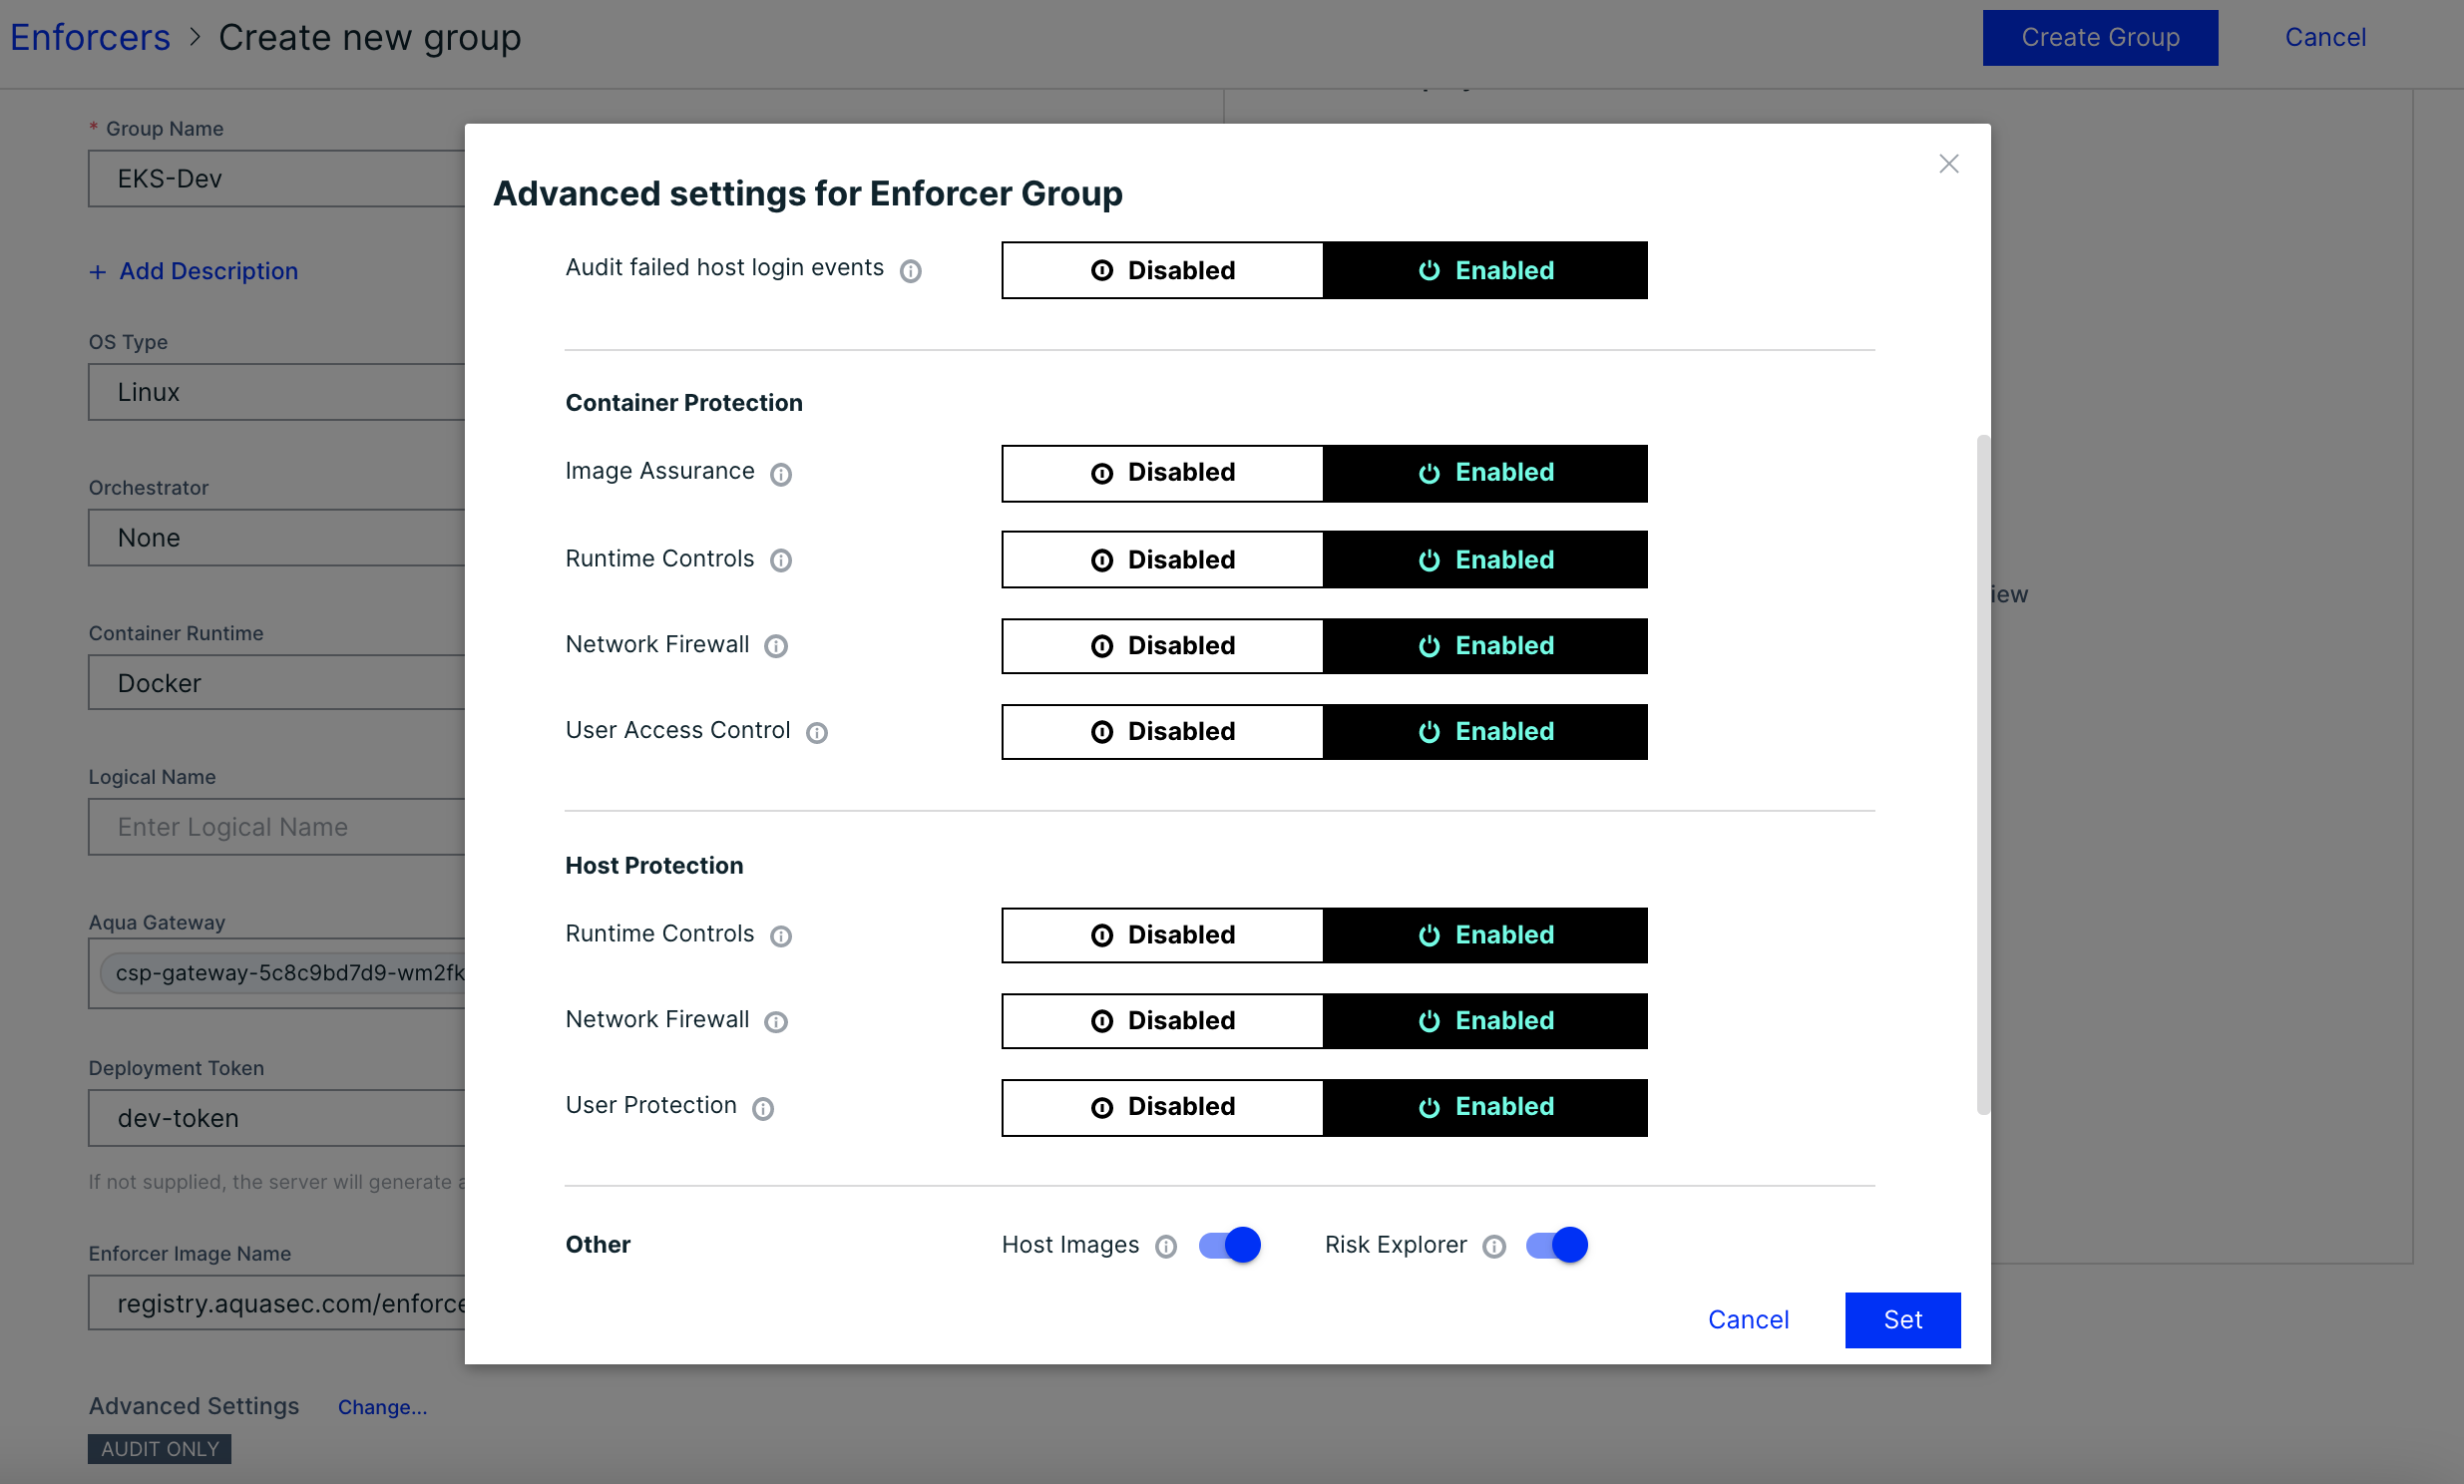 Enforcers > Create new group
Create Group
Cancel
* Group Name
EKS-Dev
+ Add Description
OS Type
Linux
Orchestrator
None
Container Runtime
Docker
Logical Name
Enter Logical Name
Aqua Gateway
csp-gateway-5c8c9bd7d9-wm2fk
Deployment Token
dev-token
If not supplied, the server will generate
Enforcer Image Name
registry.aquasec.com/enforce
Advanced Settings Change...
AUDIT ONLY
Advanced settings for Enforcer Group
Audit failed host login events Disabled Enabled
Container Protection
Image Assurance Disabled Enabled
Runtime Controls Disabled Enabled
Network Firewall Disabled Enabled
User Access Control Disabled Enabled
Host Protection
Runtime Controls Disabled Enabled
Network Firewall Disabled Enabled
User Protection Disabled Enabled
Other Host Images Risk Explorer
Cancel Set
iew